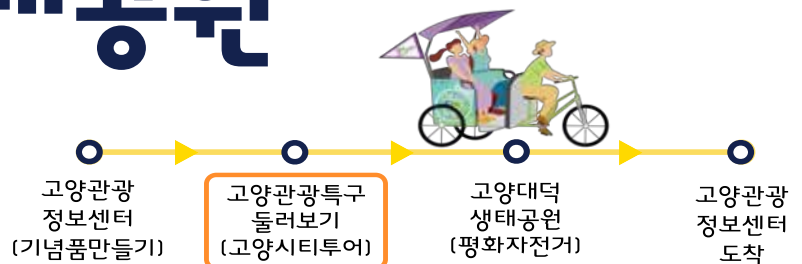 고양관광
정보센터
(기념품만들기)
고양관광특구
둘러보기
(고양시티투어)
고양대덕
생태공원
(평화자전거)
고양관광
정보센터
도착